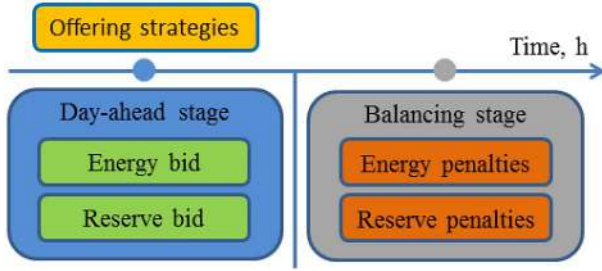 Offering strategies
Time, h
Day-ahead stage
Energy bid
Reserve bid
Balancing stage
Energy penalties
Reserve penalties